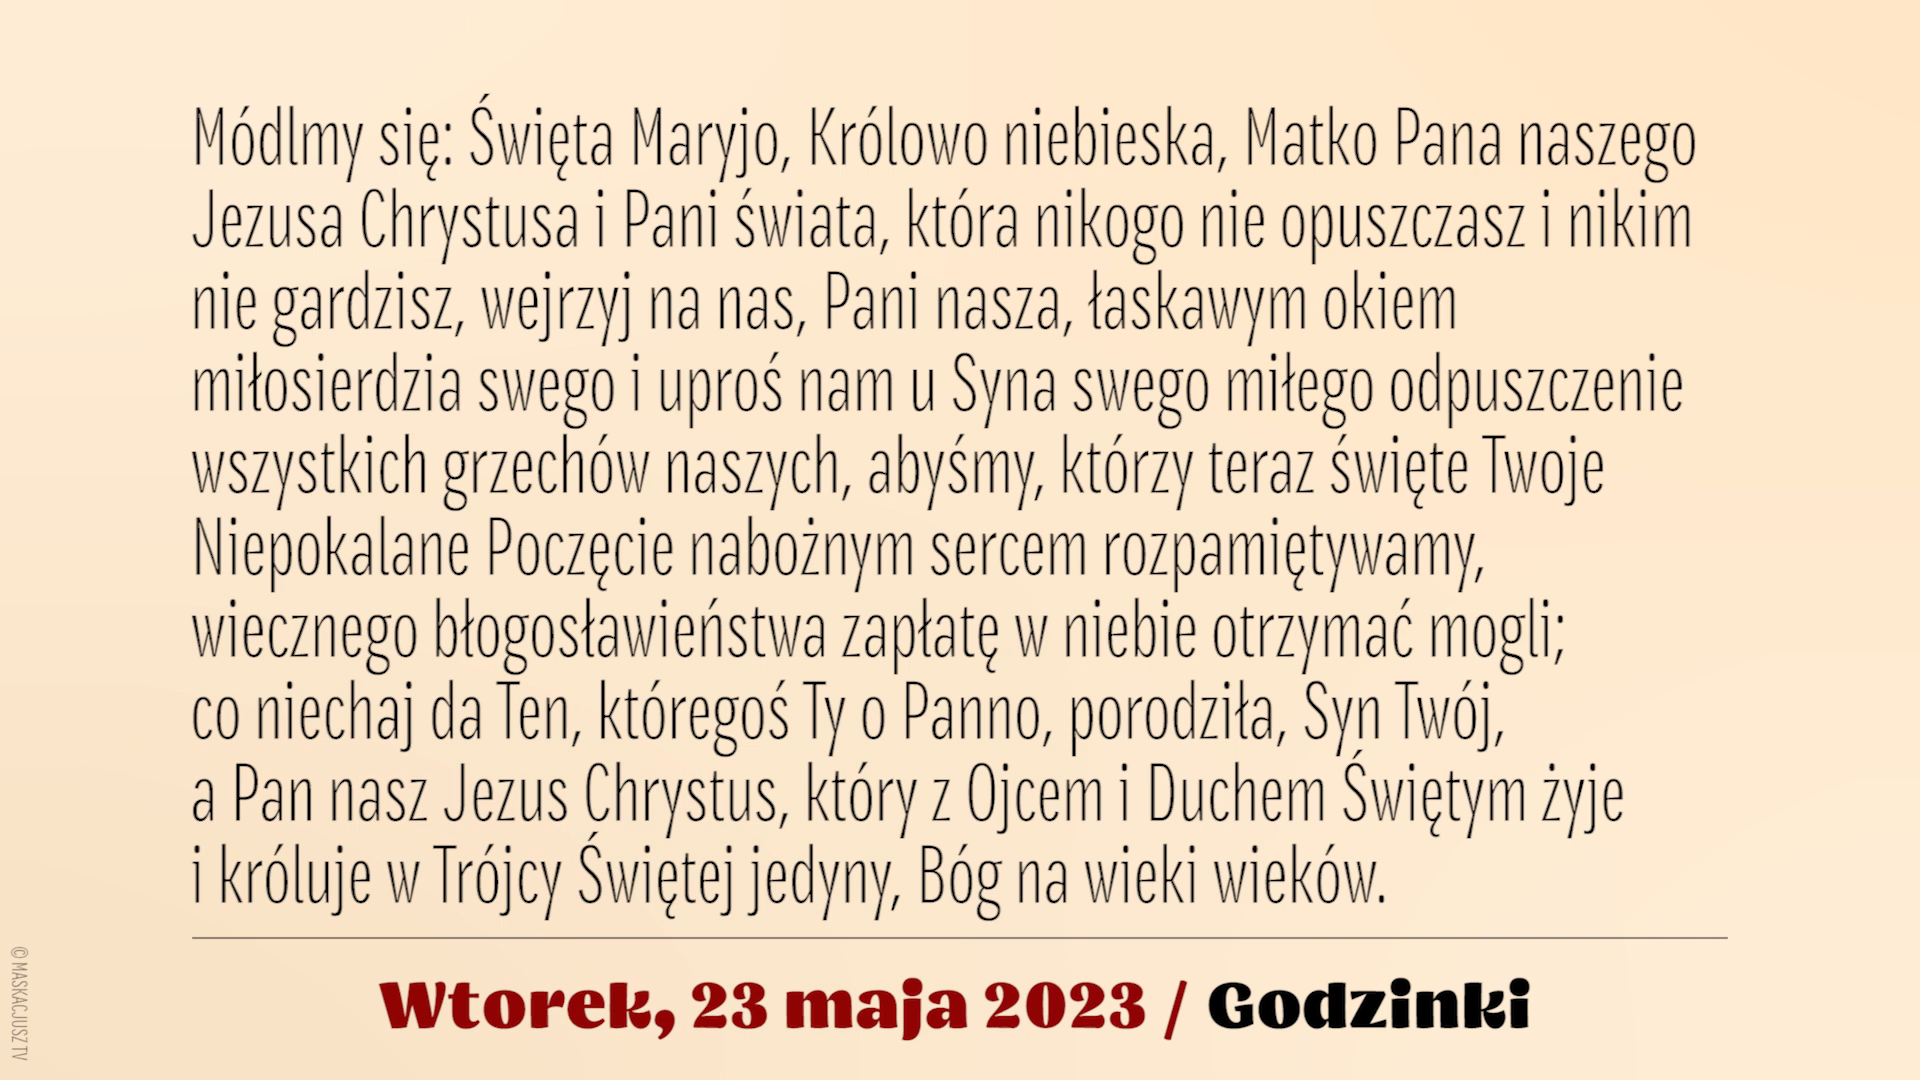 Módlmy się: Święta Maryjo, Królowo niebieska, Matko Pana naszego
Jezusa Chrystusa i Pani świata, która nikogo nie opuszczasz i nikim
nie gardzisz, wejrzyj na nas, Pani nasza, łaskawym okiem
miłosierdzia swego i uproś nam u Syna swego miłego odpuszczenie
wszystkich grzechów naszych, abyśmy, którzy teraz święte Twoje
Niepokalane Poczęcie nabożnym sercem rozpamiętywamy,
wiecznego błogosławieństwa zapłatę w niebie otrzymać mogli;
co niechaj da Ten, któregoś Ty o Panno, porodziła, Syn Twój,
a Pan nasz Jezus Chrystus, który z Ojcem i Duchem Świętym żyje
i króluje w Trójcy Świętej jedyny, Bóg na wieki wieków.
Wtorek, 23 maja 2023 / Godzinki
© MASKACJUSZ TV